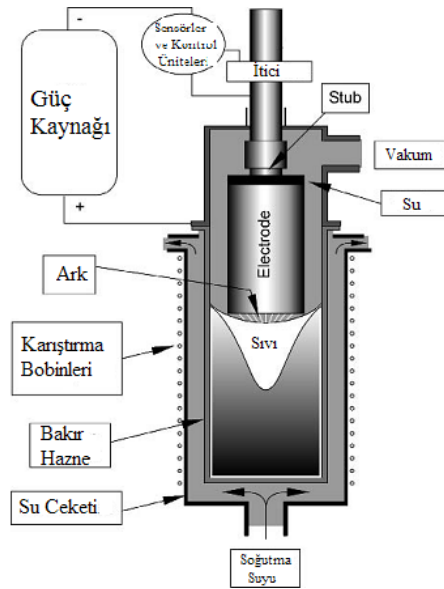 -
Sensörler
ve Kontrol
Üniteleri
İtici
Güç
Kaynağı
Stub
Vakum
Su
+
Electrode
Ark
Sıvı
Karıştırma
Bobinleri
Bakır
Hazne
Su Ceketi
Soğutma
Suyu